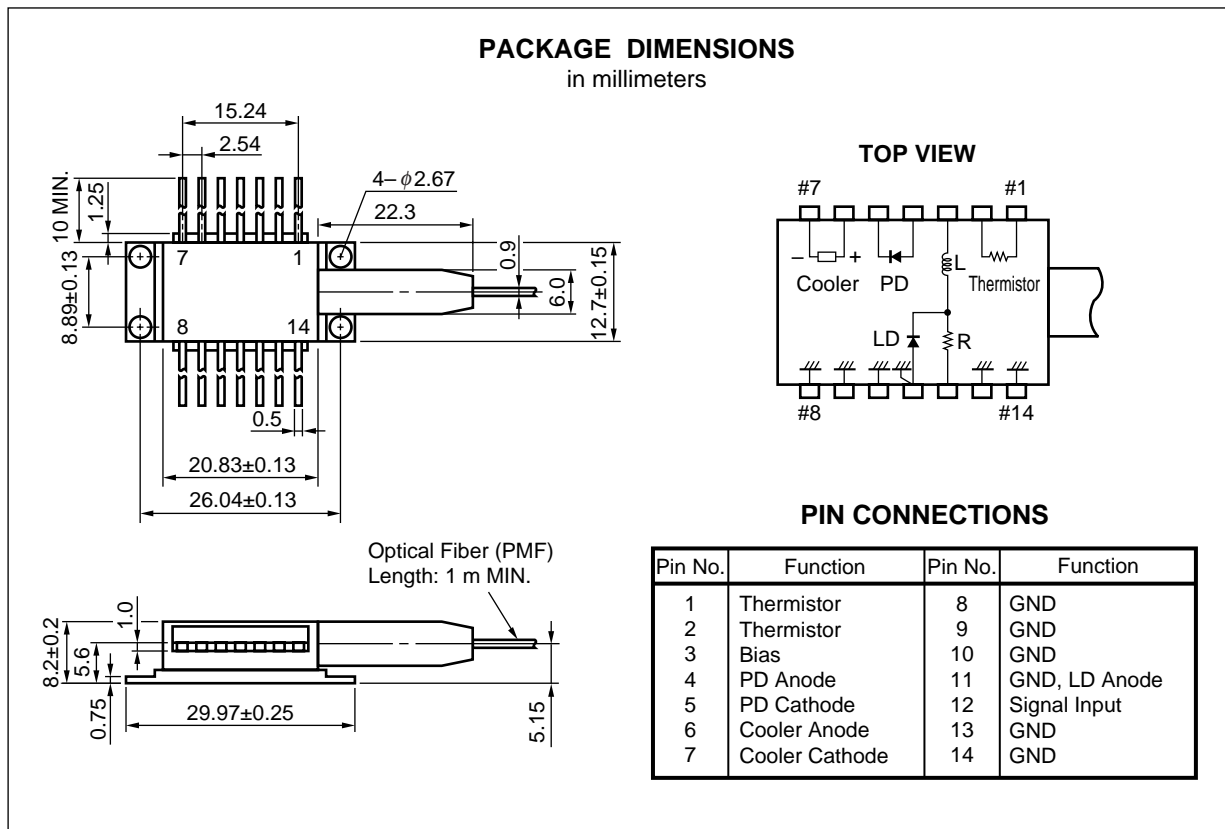 PACKAGE DIMENSIONS
in millimeters
15.24
2.54
4–φ2.67
22.3
10 MIN.
1.25
7
1
8
14
8.89±0.13
0.9
6.0
12.7±0.15
0.5
20.83±0.13
26.04±0.13
TOP VIEW
#7
#1
–
+
Cooler
PD
L
Thermistor
LD
R
#8
#14
Optical Fiber (PMF)
Length: 1 m MIN.
8.2±0.2
5.6
1.0
0.75
29.97±0.25
5.15
PIN CONNECTIONS
Pin No. Function Pin No. Function
1 Thermistor 8 GND
2 Thermistor 9 GND
3 Bias 10 GND
4 PD Anode 11 GND, LD Anode
5 PD Cathode 12 Signal Input
6 Cooler Anode 13 GND
7 Cooler Cathode 14 GND